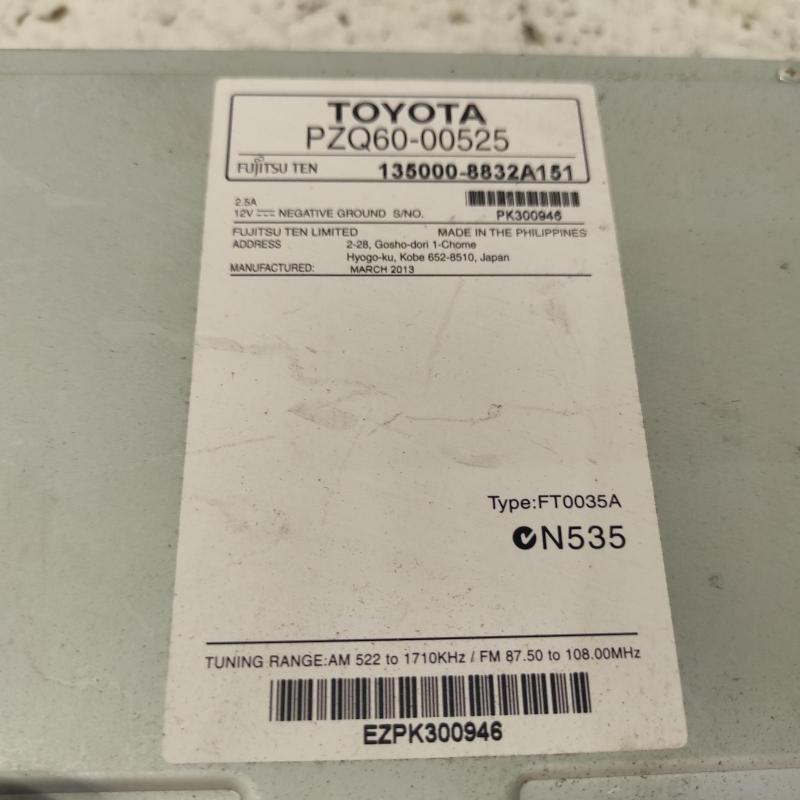 TOYOTA
PZQ60-00525
FUJITSU TEN 135000-8832A151
2.5A
12V NEGATIVE GROUND S/NO. PK300946
FUJITSU TEN LIMITED MADE IN THE PHILIPPINES
ADDRESS 2-28, Gosho-dori 1-Chome
Hyogo-ku, Kobe 652-8510, Japan
MANUFACTURED: MARCH 2013
Type:FT0035A
N535
TUNING RANGE:AM 522 to 1710KHz / FM 87.50 to 108.00MHz
EZPK300946